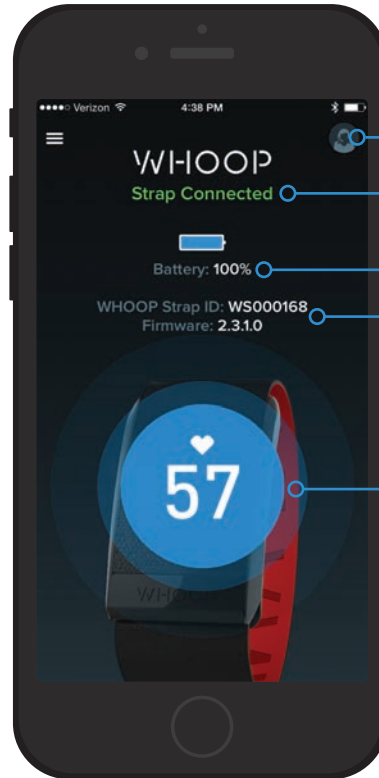 Verizon 4:38 PM
WHOOP
Strap Connected
Battery: 100%
WHOOP Strap ID: WS000168
Firmware: 2.3.1.0
57
WHOOP